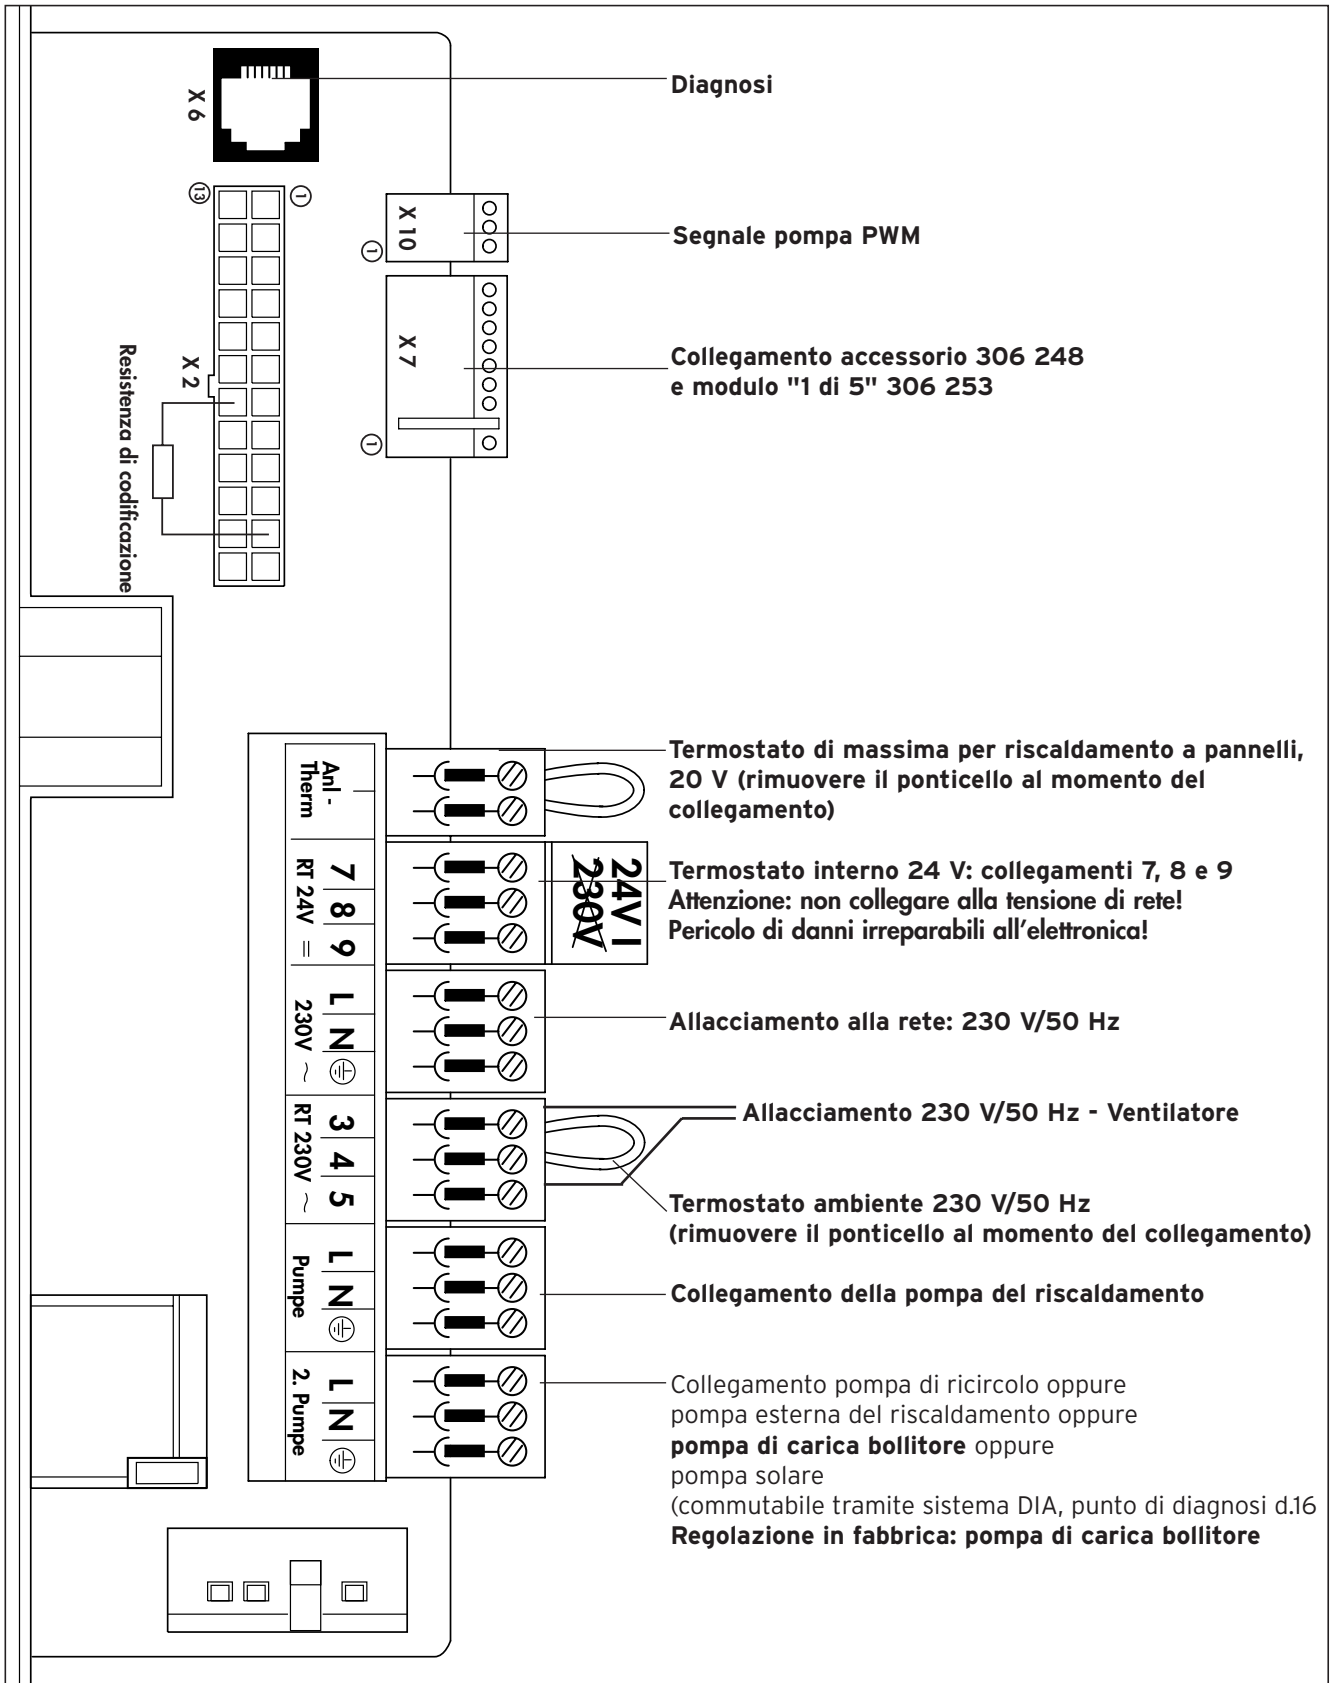 Diagnosi
X 6
13
1
X 10
1
Segnale pompa PWM
X 7
1
Collegamento accessorio 306 248
e modulo "1 di 5" 306 253
X 2
Resistenza di codificazione
Anl -
Therm
Termostato di massima per riscaldamento a pannelli,
20 V (rimuovere il ponticello al momento del
collegamento)
7 8 9
RT 24V =
24V I
230V
Termostato interno 24 V: collegamenti 7, 8 e 9
Attenzione: non collegare alla tensione di rete!
Pericolo di danni irreparabili all'elettronica!
L N
230V ~
Allacciamento alla rete: 230 V/50 Hz
3 4 5
RT 230V ~
Allacciamento 230 V/50 Hz - Ventilatore
Termostato ambiente 230 V/50 Hz
(rimuovere il ponticello al momento del collegamento)
L N
Pumpe
Collegamento della pompa del riscaldamento
L N
2. Pumpe
Collegamento pompa di ricircolo oppure
pompa esterna del riscaldamento oppure
pompa di carica bollitore oppure
pompa solare
(commutabile tramite sistema DIA, punto di diagnosi d.16
Regolazione in fabbrica: pompa di carica bollitore